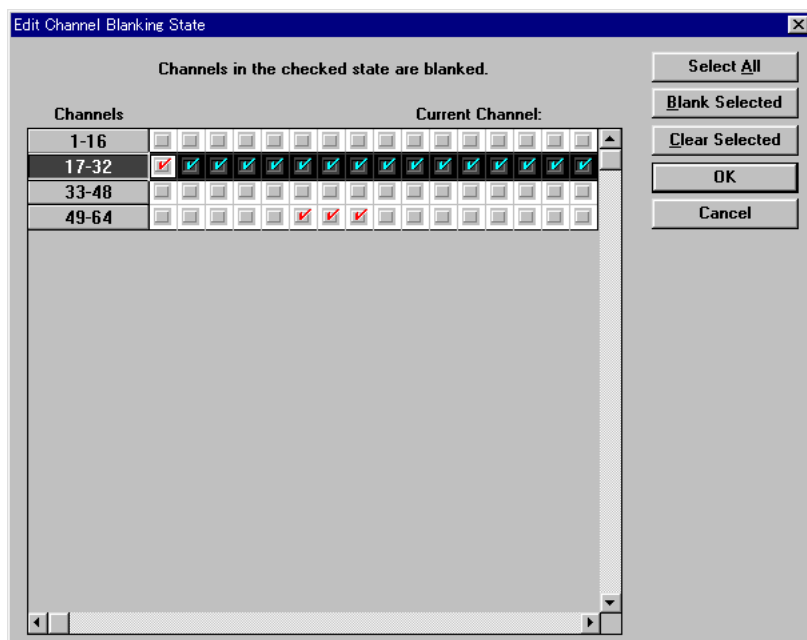 Edit Channel Blanking State
Channels in the checked state are blanked.
Select All
Blank Selected
Clear Selected
OK
Cancel
Channels
Current Channel:
1-16
17-32
33-48
49-64